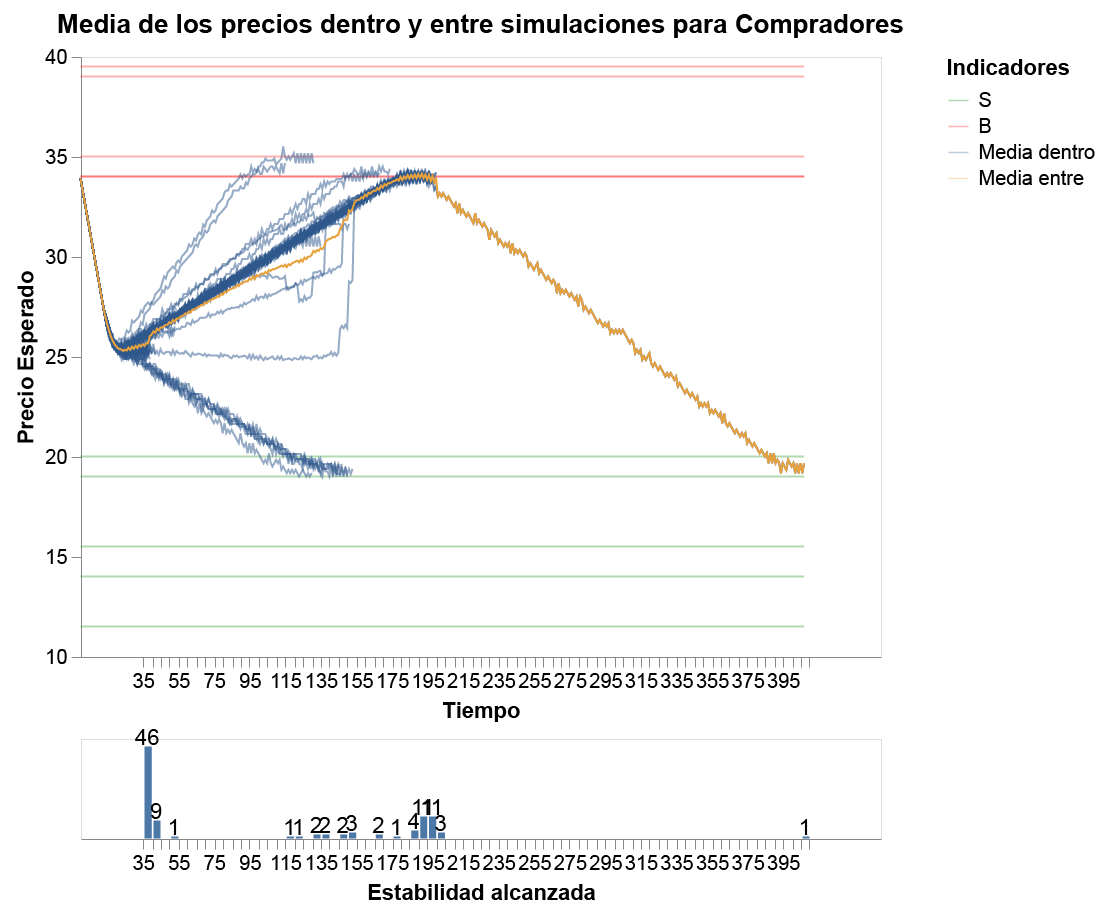 Media de los precios dentro y entre simulaciones para Compradores
Indicadores
S
B
Media dentro
Media entre
Precio Esperado
40
35
30
25
20
15
10
35 55 75 95 115 135 155 175 195 215 235 255 275 295 315 335 355 375 395
Tiempo
46 9 1 1 1 2 2 2 3 2 1 4 11 11 3 1
35 55 75 95 115 135 155 175 195 215 235 255 275 295 315 335 355 375 395
Estabilidad alcanzada